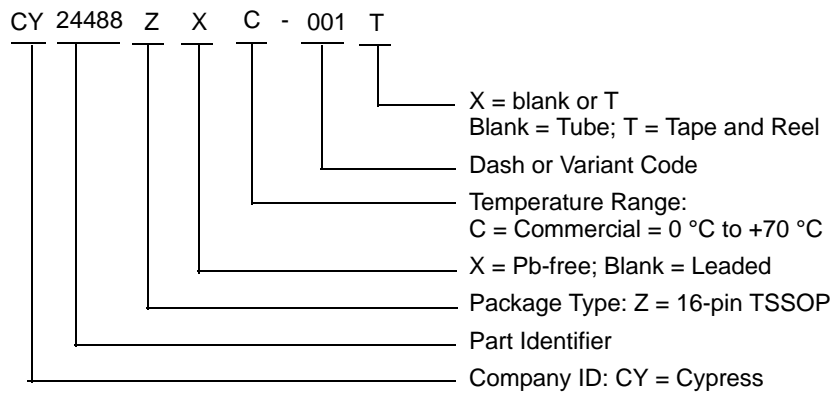 CY 24488 Z X C - 001 T
X = blank or T
Blank = Tube; T = Tape and Reel
Dash or Variant Code
Temperature Range:
C = Commercial = 0 °C to +70 °C
X = Pb-free; Blank = Leaded
Package Type: Z = 16-pin TSSOP
Part Identifier
Company ID: CY = Cypress